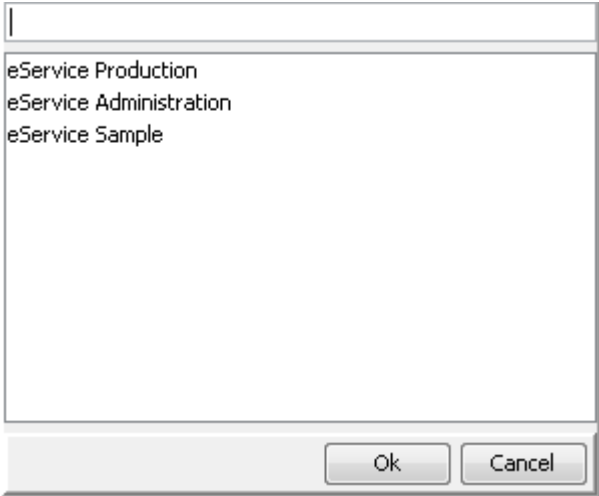 eService Production
eService Administration
eService Sample
Ok
Cancel